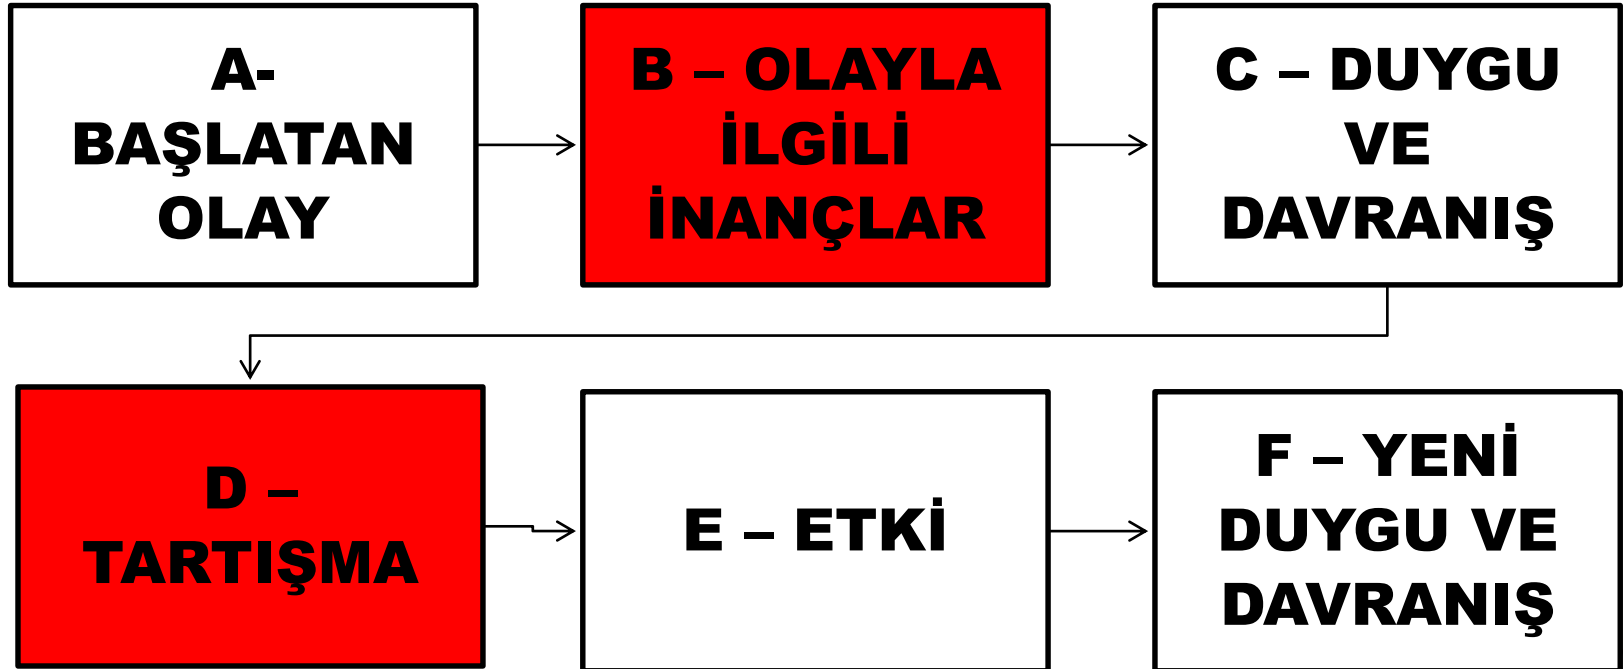 A-
BAŞLATAN
OLAY
B – OLAYLA
İLGİLİ
İNANÇLAR
C – DUYGU
VE
DAVRANIŞ
D –
TARTIŞMA
E – ETKİ
F – YENİ
DUYGU VE
DAVRANIŞ